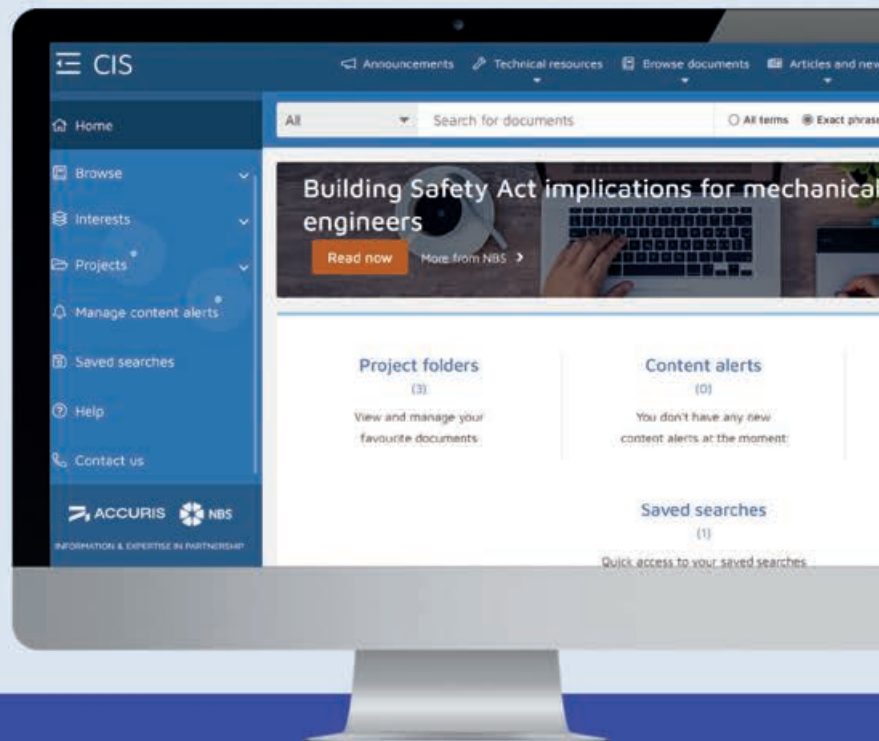 CIS
Announcements Technical resources Browse documents Articles and new
Home
All Search for documents All terms Exact phrase
Browse
Interests
Projects
Manage content alerts
Saved searches
Help
Contact us
ACCURIS NBS
INFORMATION & EXPERTISE IN PARTNERSHIP
Building Safety Act implications for mechanical
engineers
Read now More from NBS
Project folders
(3)
View and manage your
favourite documents
Content alerts
(0)
You don't have any new
content alerts at the moment
Saved searches
(1)
Quick access to your saved searches